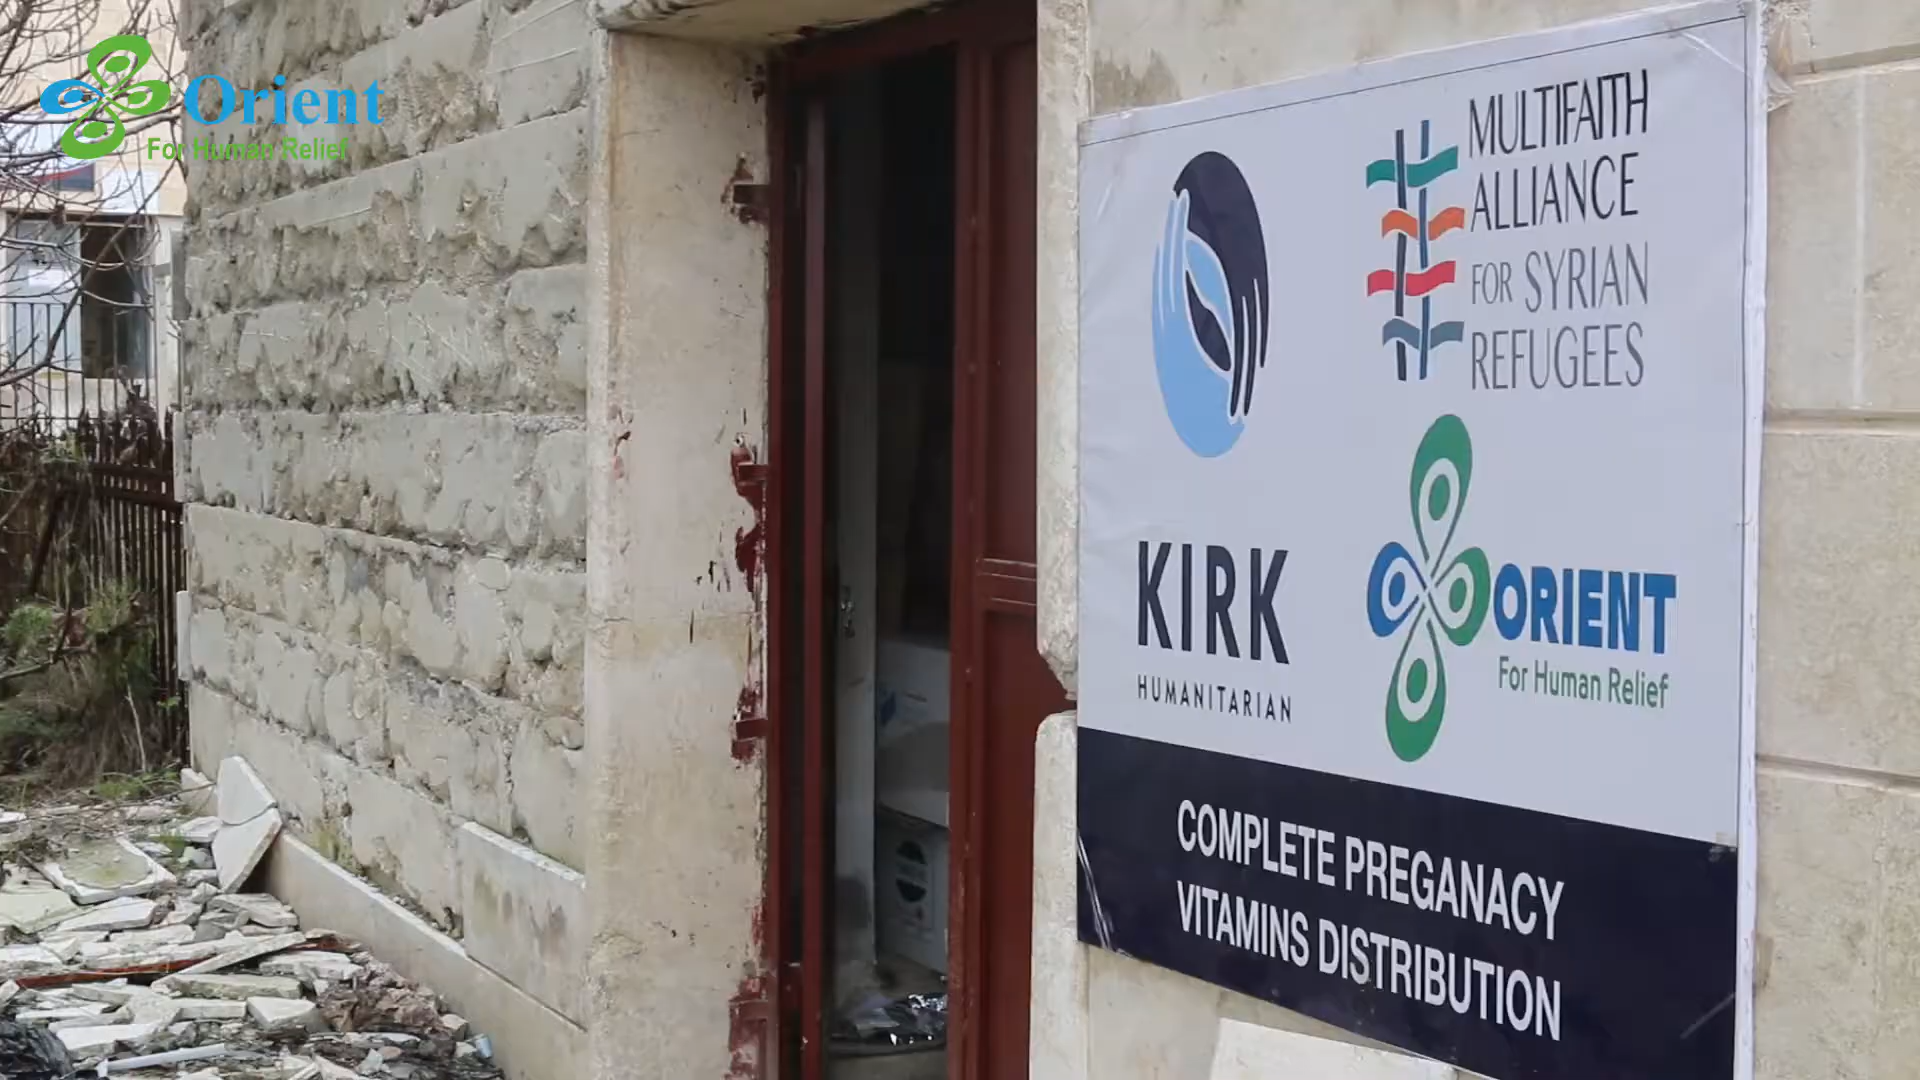 Orient
For Human Relief
MULTIFAITH
ALLIANCE
FOR SYRIAN
REFUGEES
KIRK
HUMANITARIAN
ORIENT
For Human Relief
COMPLETE PREGANACY
VITAMINS DISTRIBUTION